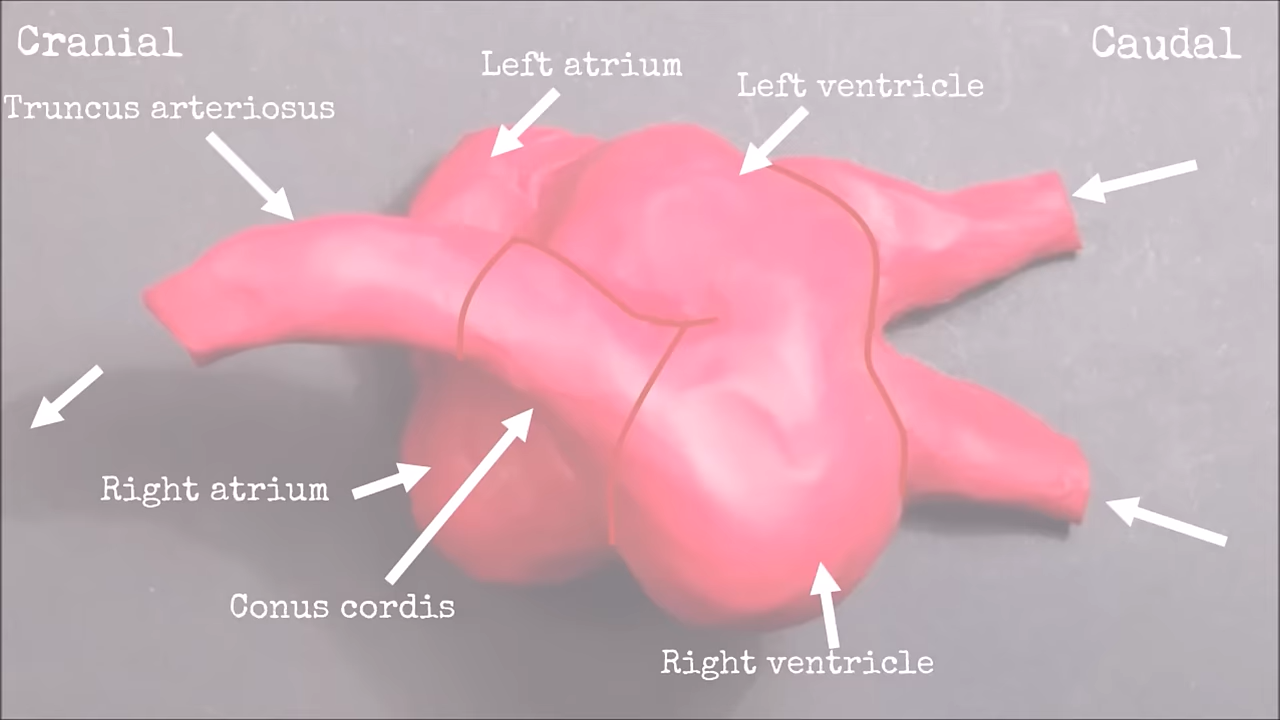 Cranial
Caudal
Left atrium
Left ventricle
Truncus arteriosus
Right atrium
Conus cordis
Right ventricle